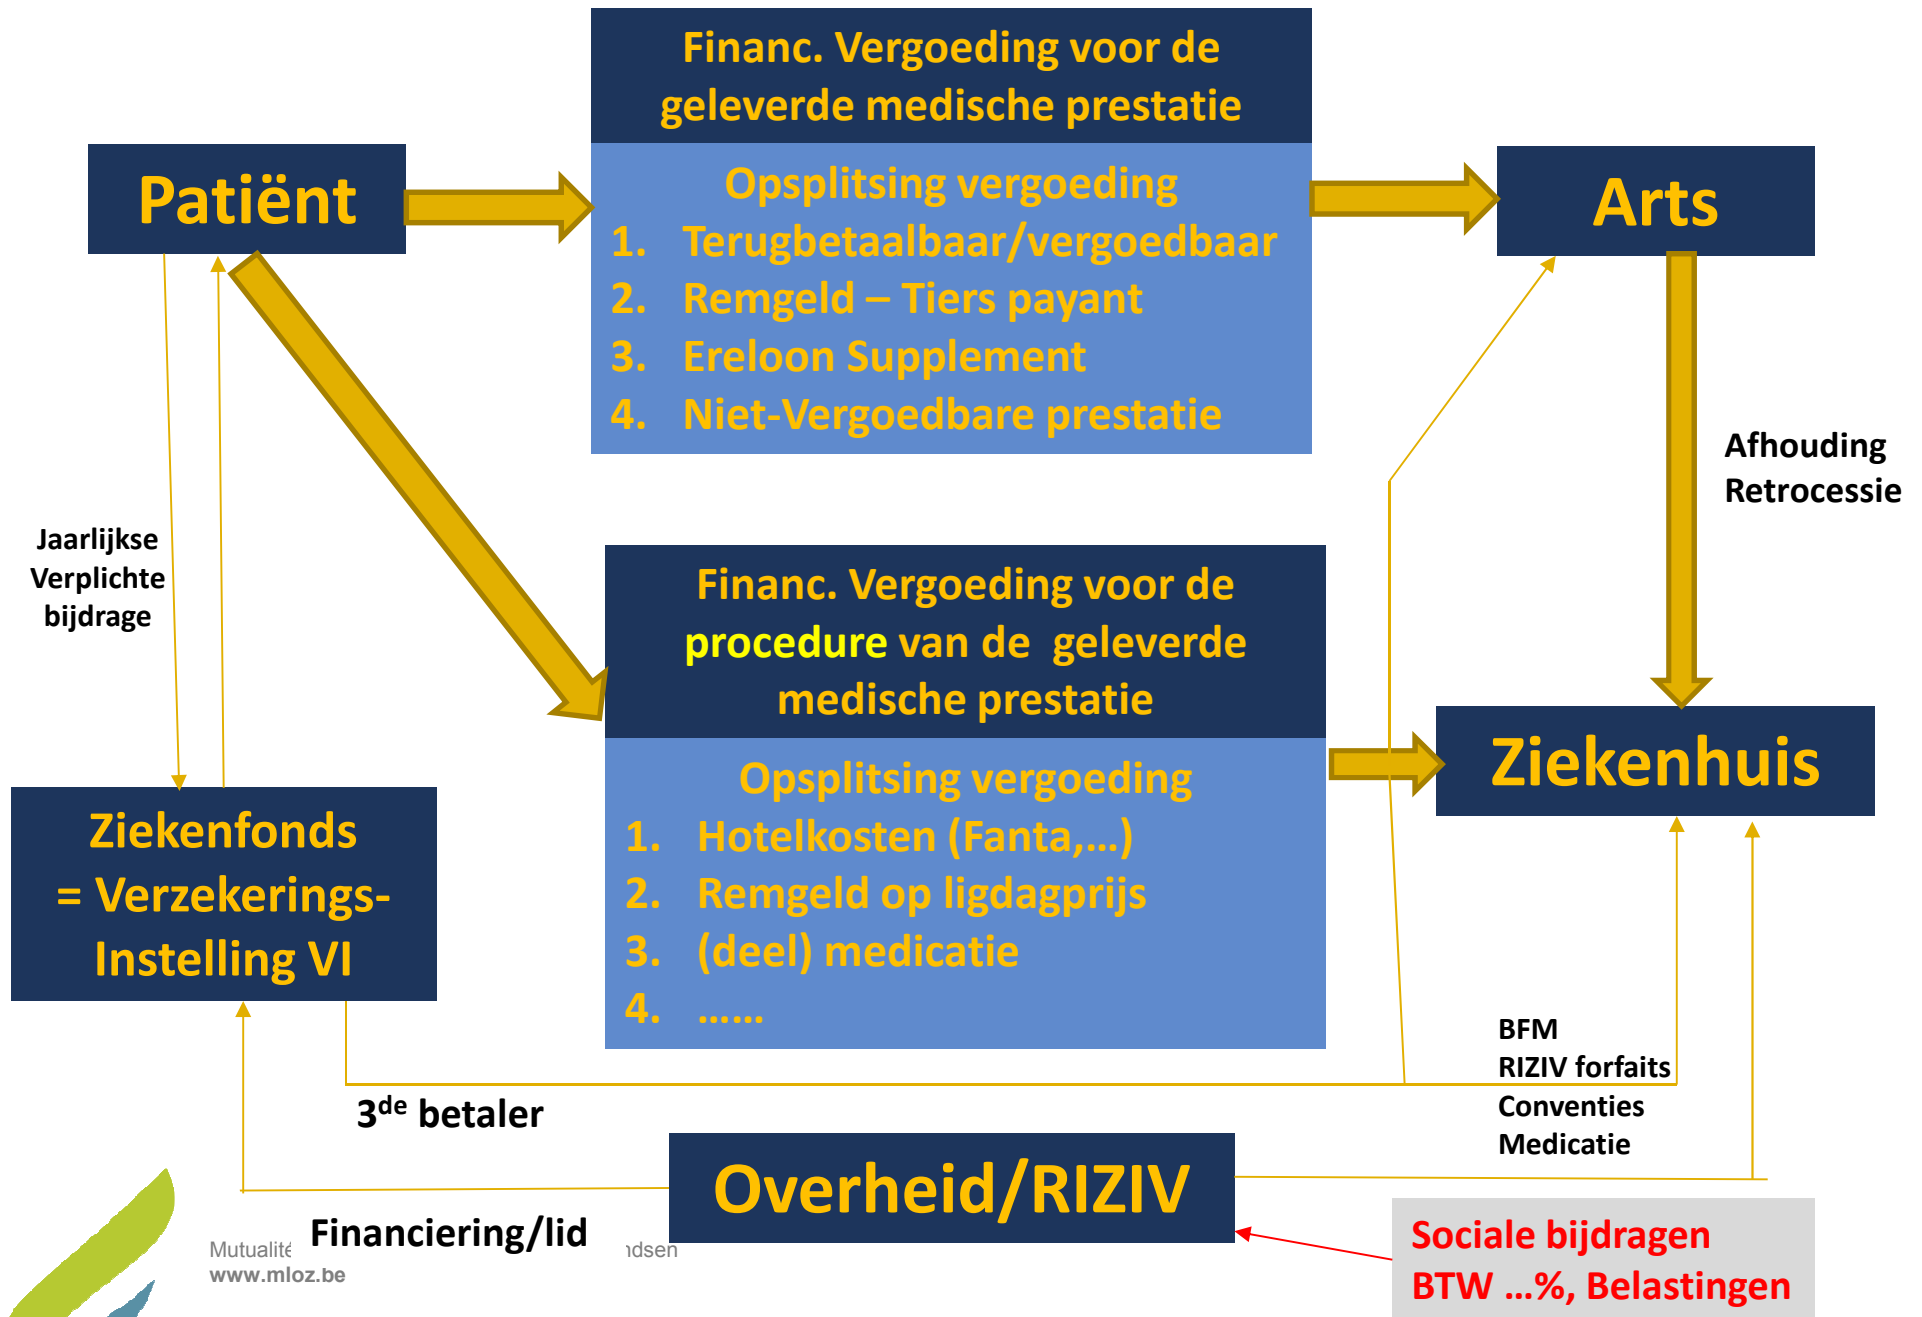 Financ. Vergoeding voor de
geleverde medische prestatie
Opsplitsing vergoeding
1. Terugbetaalbaar/vergoedbaar
2. Remgeld – Tiers payant
3. Ereloon Supplement
4. Niet-Vergoedbare prestatie
Patiënt
Arts
Afhouding
Retrocessie
Jaarlijkse
Verplichte
bijdrage
Financ. Vergoeding voor de
procedure van de geleverde
medische prestatie
Opsplitsing vergoeding
1. Hotelkosten (Fanta,...)
2. Remgeld op ligdagprijs
3. (deel) medicatie
4. ......
Ziekenhuis
Ziekenfonds
= Verzekerings-
Instelling VI
BFM
RIZIV forfaits
Conventies
Medicatie
3de betaler
Overheid/RIZIV
Financiering/lid
Sociale bijdragen
BTW ...%, Belastingen
www.mloz.be